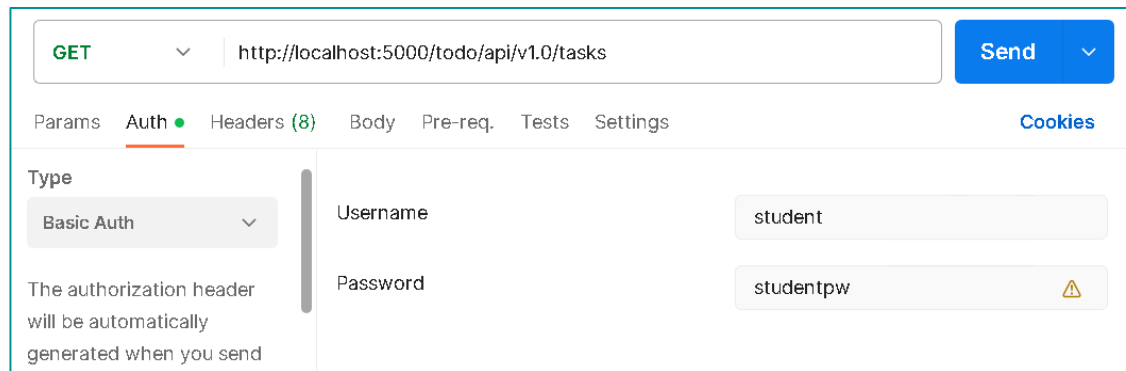 GET http://localhost:5000/todo/api/v1.0/tasks Send
Params Auth Headers (8) Body Pre-req. Tests Settings Cookies
Type
Basic Auth
The authorization header
will be automatically
generated when you send
Username student
Password studentpw